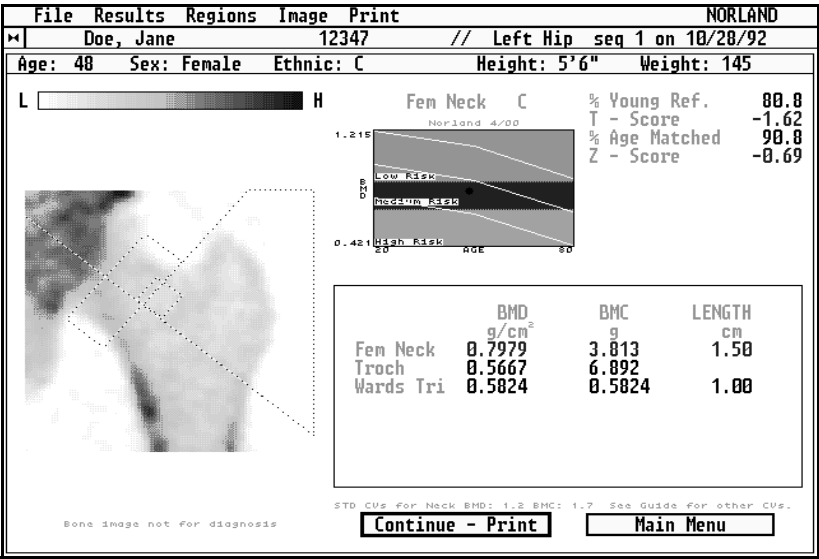 File Results Regions Image Print NORLAND
Doe, Jane 12347 // Left Hip seq 1 on 10/28/92
Age: 48 Sex: Female Ethnic: C Height: 5'6" Weight: 145
L H
Fem Neck C
Norland 4/00
% Young Ref. 80.8
T - Score -1.62
% Age Matched 90.8
Z - Score -0.69
1.215
Low Risk
BMD
Medium Risk
0.421 High Risk
20 AGE 80
BMD BMC LENGTH
g/cm² g cm
Fem Neck 0.7979 3.813 1.50
Troch 0.5667 6.892
Wards Tri 0.5824 0.5824 1.00
STD CVs for Neck BMD: 1.2 BMC: 1.7 See Guide for other CVs.
Bone image not for diagnosis
Continue - Print Main Menu